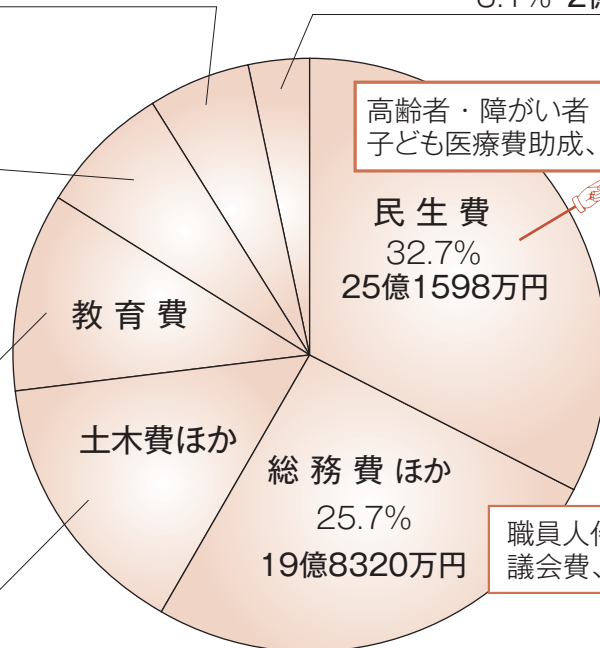 高齢者・障がい者
子ども医療費助成、
民生費
32.7%
25億1598万円
教育費
土木費ほか
総務費ほか
25.7%
19億8320万円
職員人
議会費、